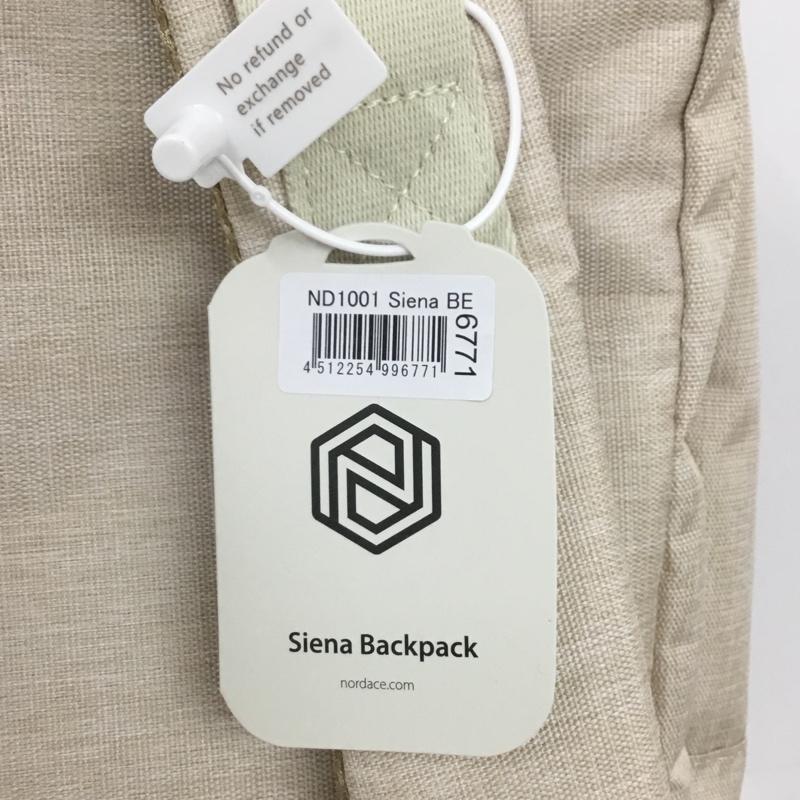 No refund or
exchange
if removed
ND1001 Siena BE
6771
4 512254 996771
Siena Backpack
nordace.com